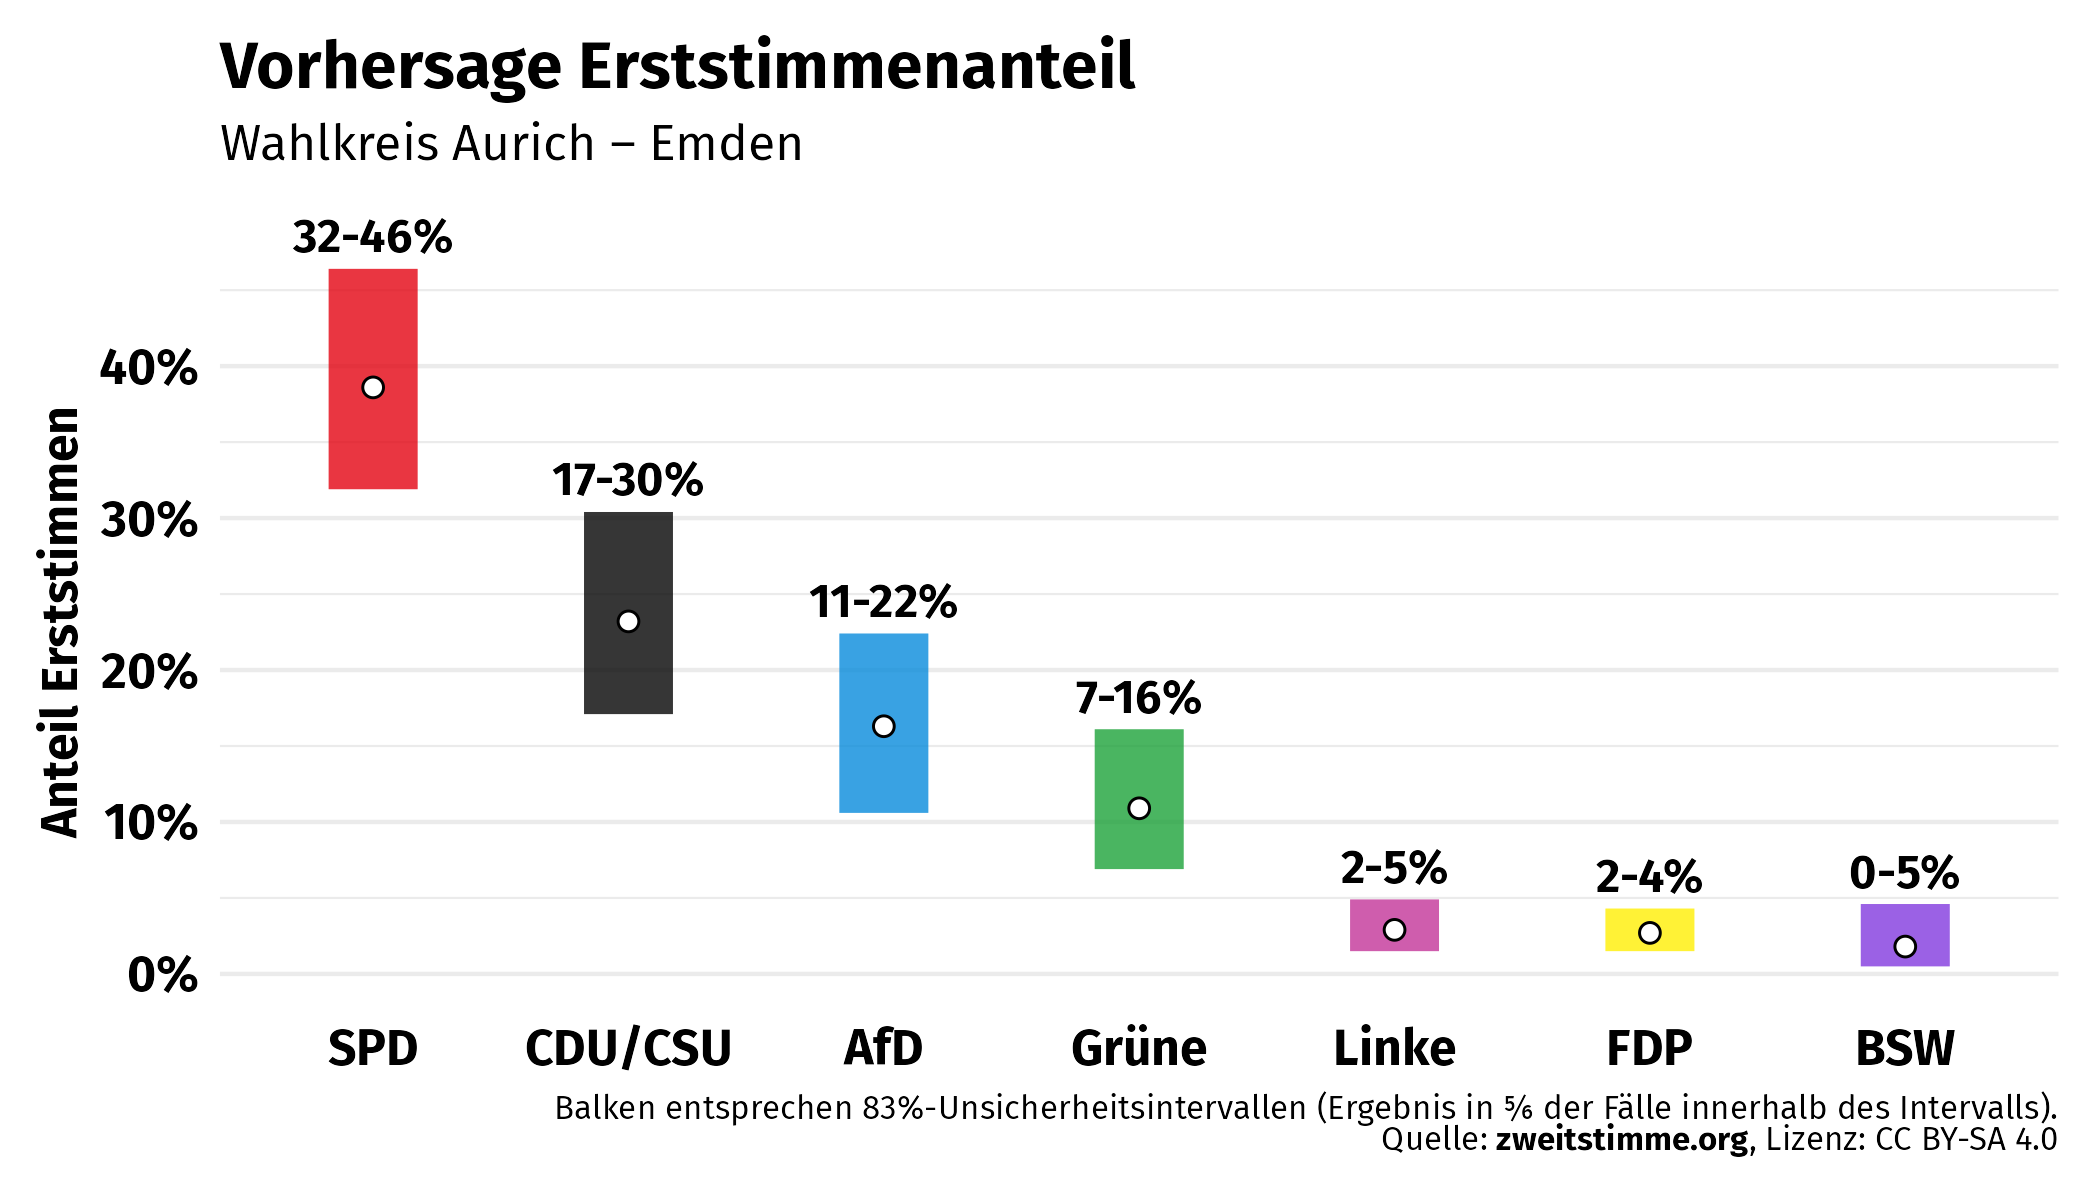 Vorhersage Erststimmenanteil
Wahlkreis Aurich – Emden
32-46%
17-30%
11-22%
7-16%
2-5%
2-4%
0-5%
Anteil Erststimmen
40%
30%
20%
10%
0%
SPD
CDU/CSU
AfD
Grüne
Linke
FDP
BSW
Balken entsprechen 83%-Unsicherheitsintervallen (Ergebnis in ⅚ der Fälle innerhalb des Intervalls).
Quelle: zweitstimme.org, Lizenz: CC BY-SA 4.0